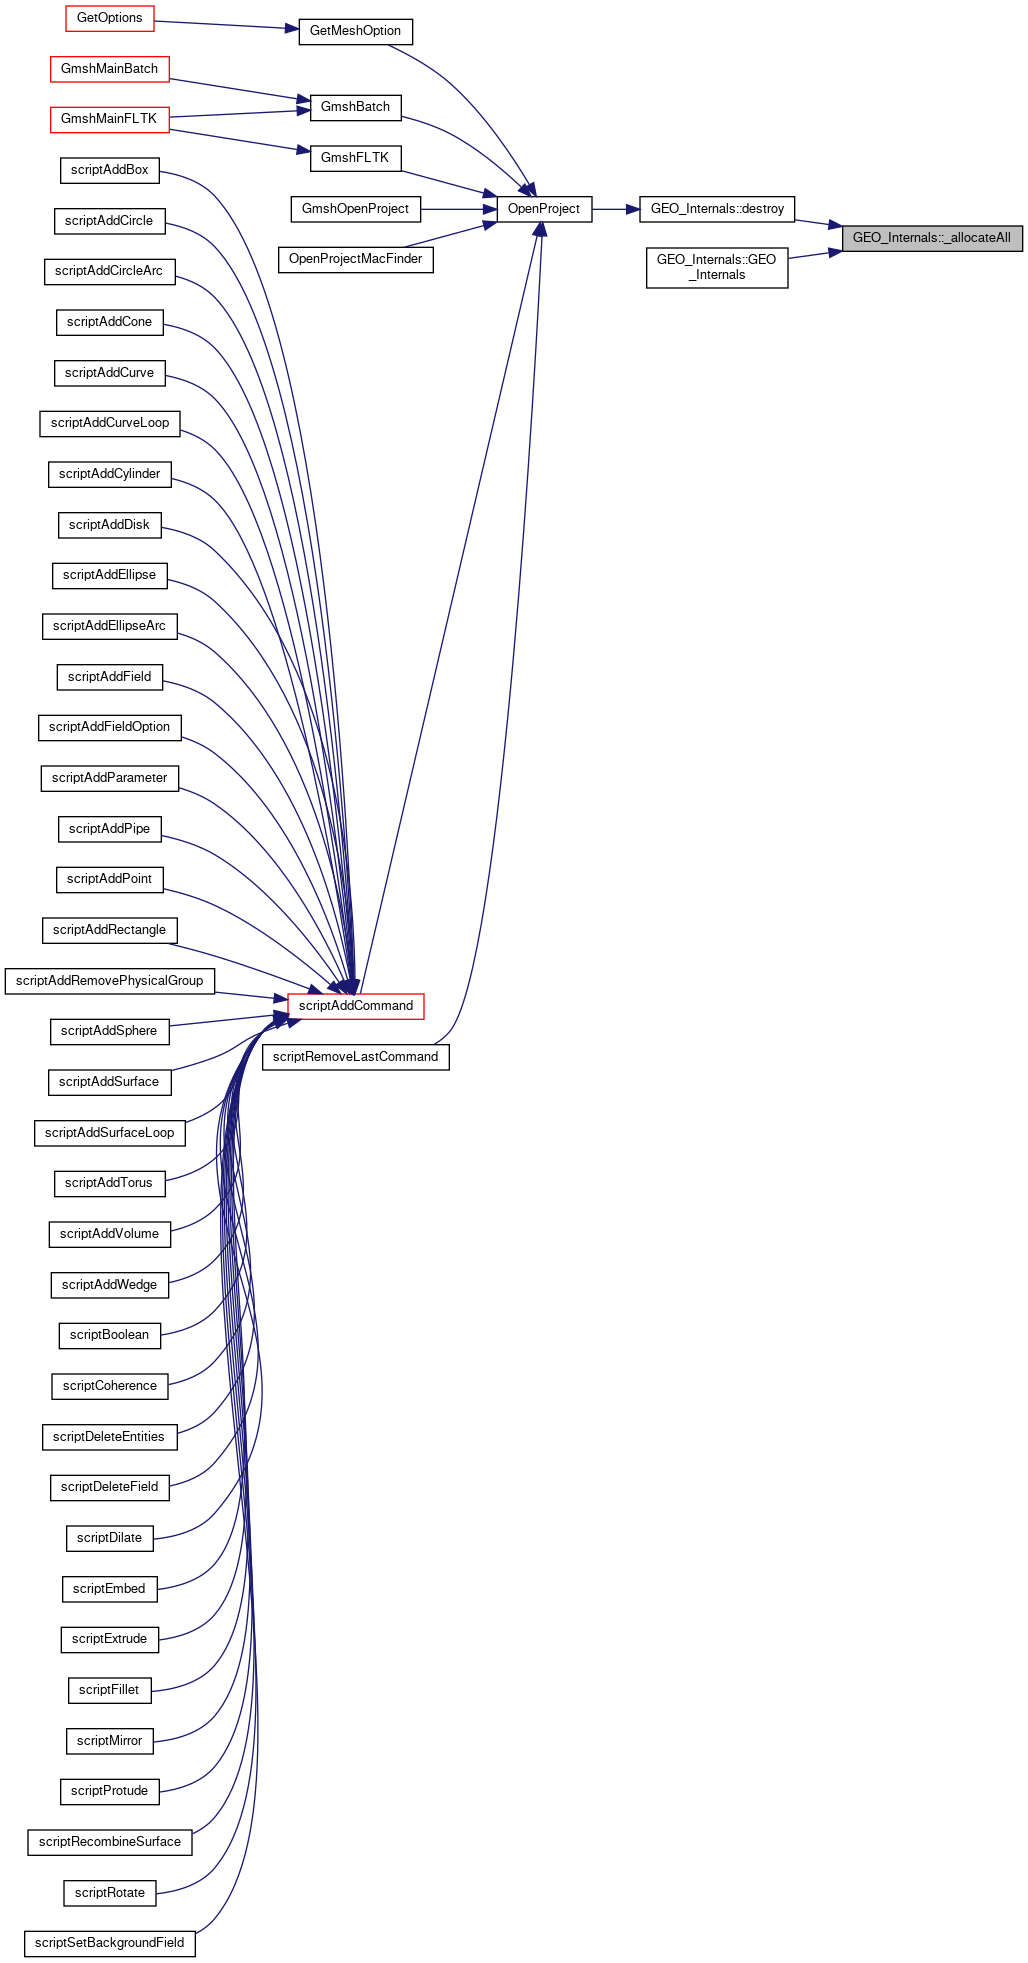 GetOptions
GetMeshOption
GmshMainBatch
GmshBatch
GmshMainFLTK
GmshFLTK
scriptAddBox
GmshOpenProject
OpenProject
GEO_Internals::destroy
scriptAddCircle
GEO_Internals::_allocateAll
OpenProjectMacFinder
GEO_Internals::GEO
_Internals
scriptAddCircleArc
scriptAddCone
scriptAddCurve
scriptAddCurveLoop
scriptAddCylinder
scriptAddDisk
scriptAddEllipse
scriptAddEllipseArc
scriptAddField
scriptAddFieldOption
scriptAddParameter
scriptAddPipe
scriptAddPoint
scriptAddRectangle
scriptAddRemovePhysicalGroup
scriptAddCommand
scriptAddSphere
scriptRemoveLastCommand
scriptAddSurface
scriptAddSurfaceLoop
scriptAddTorus
scriptAddVolume
scriptAddWedge
scriptBoolean
scriptCoherence
scriptDeleteEntities
scriptDeleteField
scriptDilate
scriptEmbed
scriptExtrude
scriptFillet
scriptMirror
scriptProtude
scriptRecombineSurface
scriptRotate
scriptSetBackgroundField